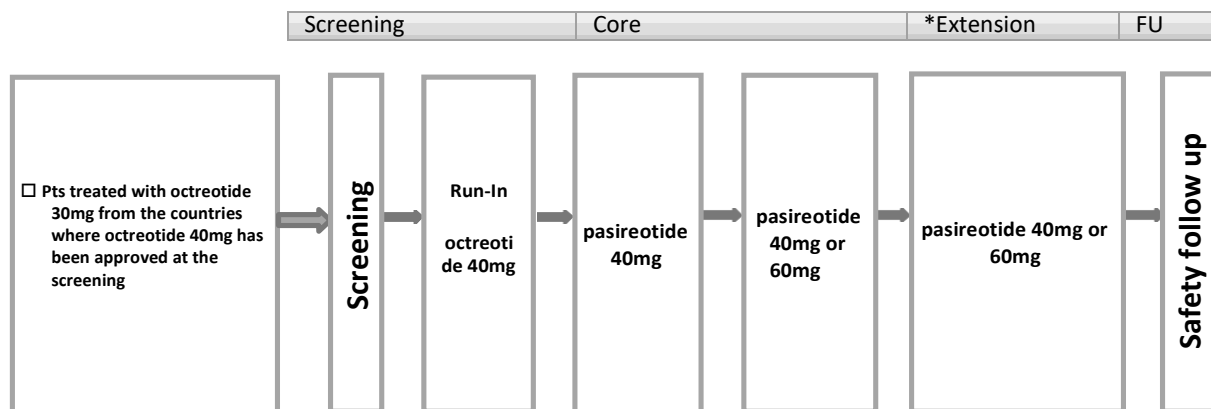 Screening
Core
*Extension
FU
☐ Pts treated with octreotide
30mg from the countries
where octreotide 40mg has
been approved at the
screening
Screening
Run-In
octreoti
de 40mg
pasireotide
40mg
pasireotide
40mg or
60mg
pasireotide 40mg or
60mg
Safety follow up